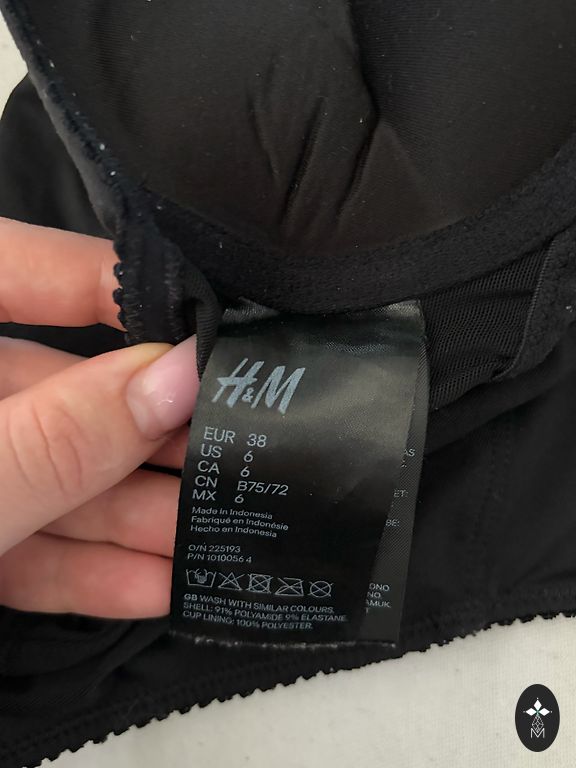 H&M
EUR 38
US 6
CA 6
CN B75/72
MX 6
Made in Indonesia
Fabriqué en Indonésie
Hecho en Indonesia
O/N 225193
P/N 1010056 4
GB WASH WITH SIMILAR COLOURS.
SHELL: 91% POLYAMIDE 9% ELASTANE.
CUP LINING: 100% POLYESTER.
M